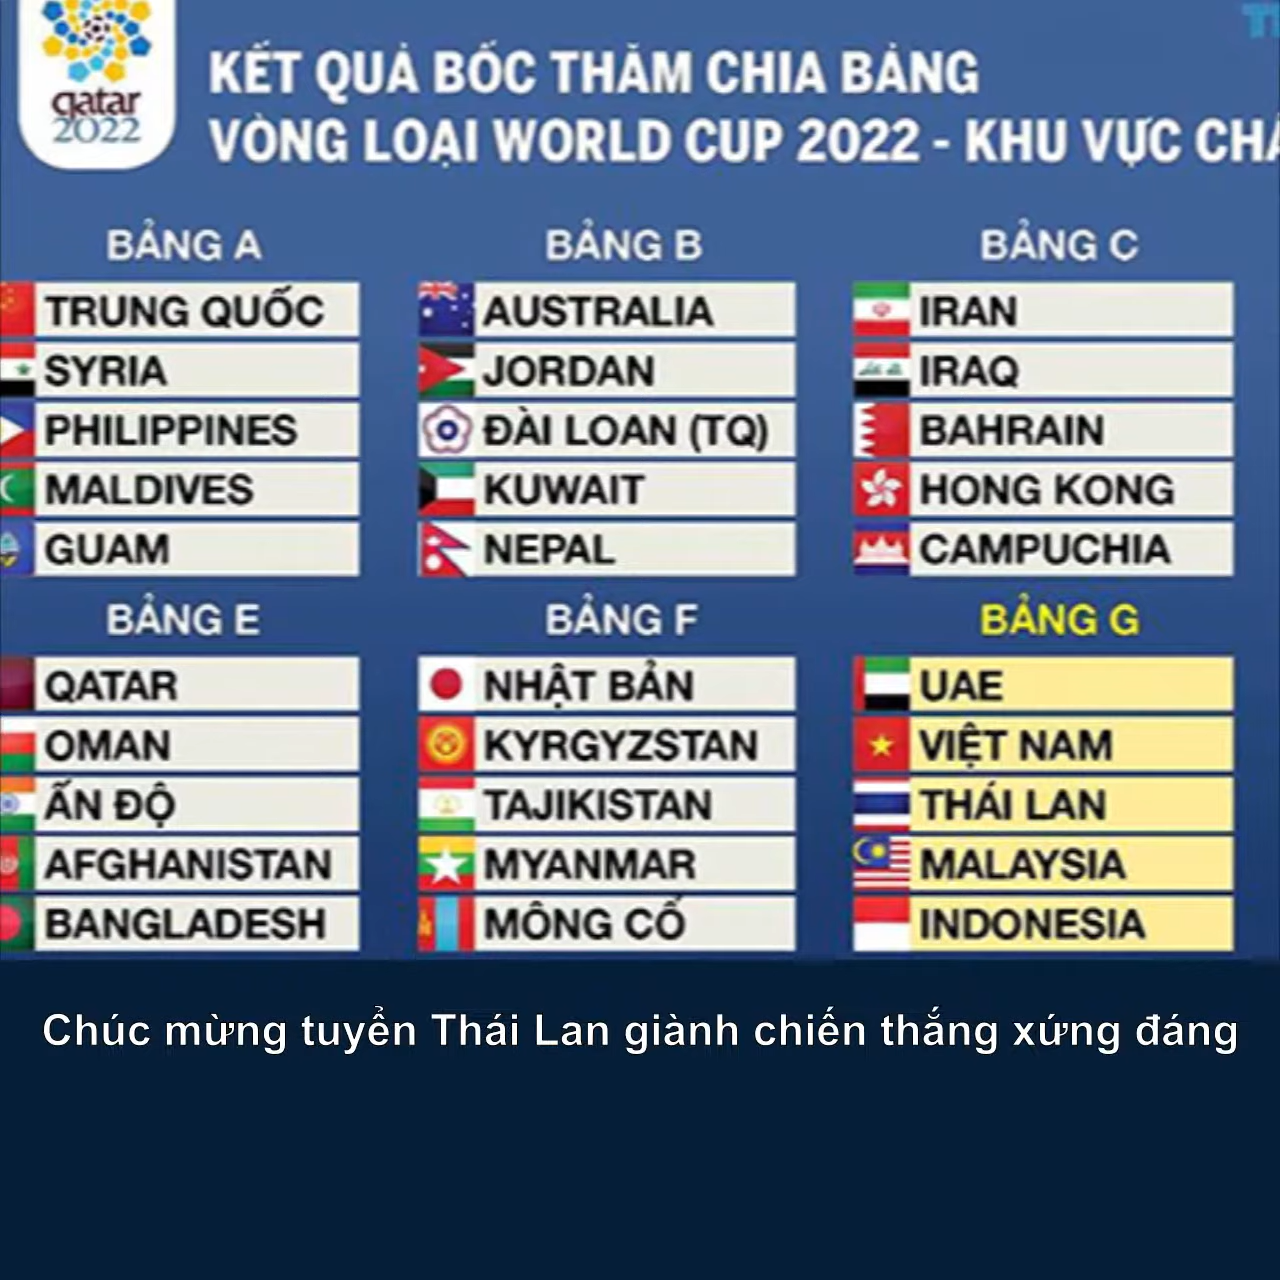 qatar
2022
KẾT QUẢ BỐC THĂM CHIA BẢNG
VÒNG LOẠI WORLD CUP 2022 - KHU VỰC
BẢNG A
TRUNG QUỐC
SYRIA
PHILIPPINES
MALDIVES
GUAM
BẢNG B
AUSTRALIA
JORDAN
ĐÀI LOAN (TQ)
KUWAIT
NEPAL
BẢNG C
IRAN
IRAQ
BAHRAIN
HONG KONG
CAMPUCHIA
BẢNG E
QATAR
OMAN
ẤN ĐỘ
AFGHANISTAN
BANGLADESH
BẢNG F
NHẬT BẢN
KYRGYZSTAN
TAJIKISTAN
MYANMAR
MÔNG CỔ
BẢNG G
UAE
VIỆT NAM
THÁI LAN
MALAYSIA
INDONESIA
Chúc mừng tuyển Thái Lan giành chiến thắng xứng đáng